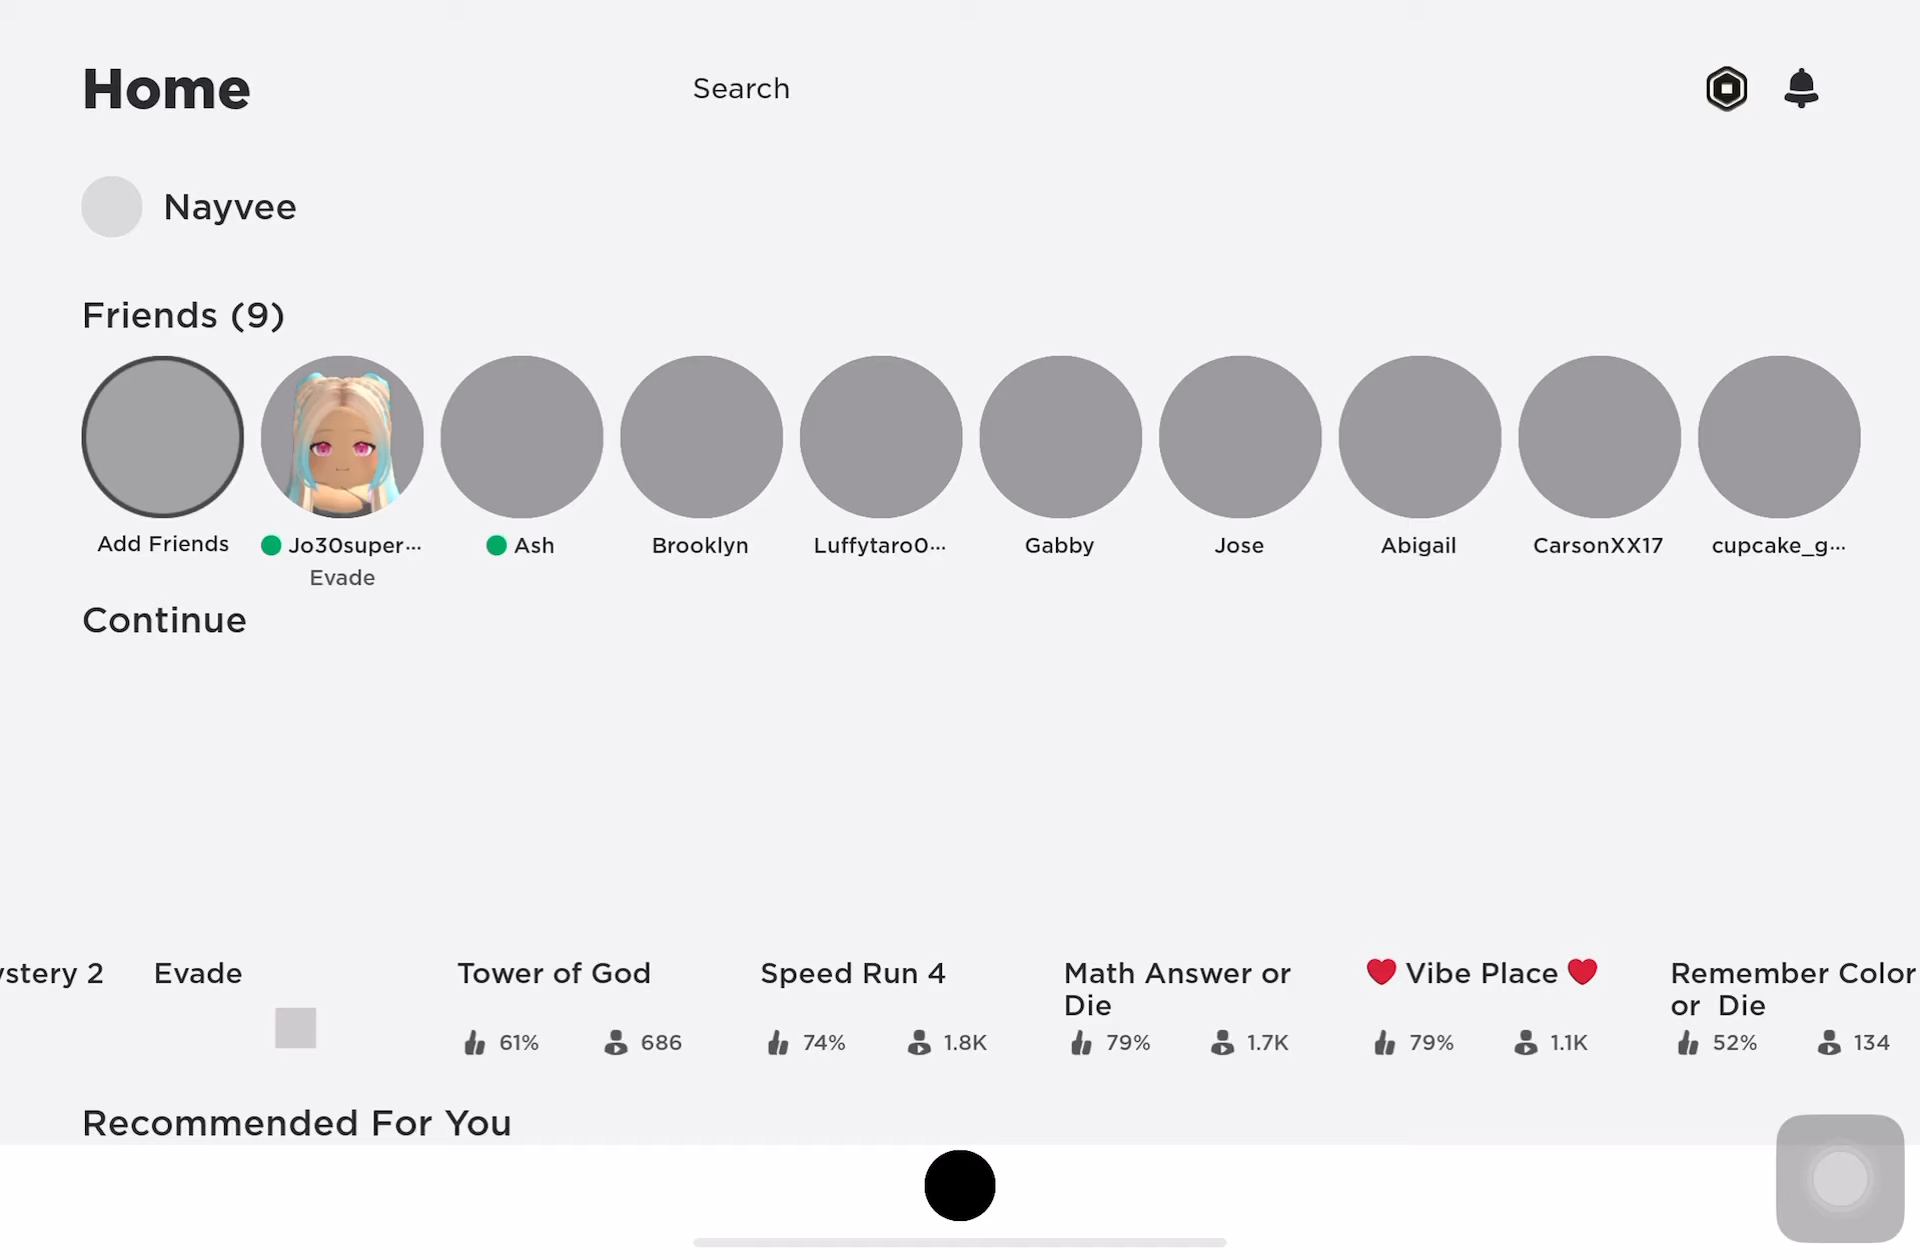 Home
Search
Nayvee
Friends (9)
Add Friends
Jo30super...
Ash
Brooklyn
Luffytaro0...
Gabby
Jose
Abigail
CarsonXX17
cupcake_g...
Evade
Continue
ystery 2
Evade
Tower of God
61%
686
Speed Run 4
74%
1.8K
Math Answer or
Die
79%
1.7K
❤️ Vibe Place ❤️
79%
1.1K
Remember Color
or Die
52%
134
Recommended For You